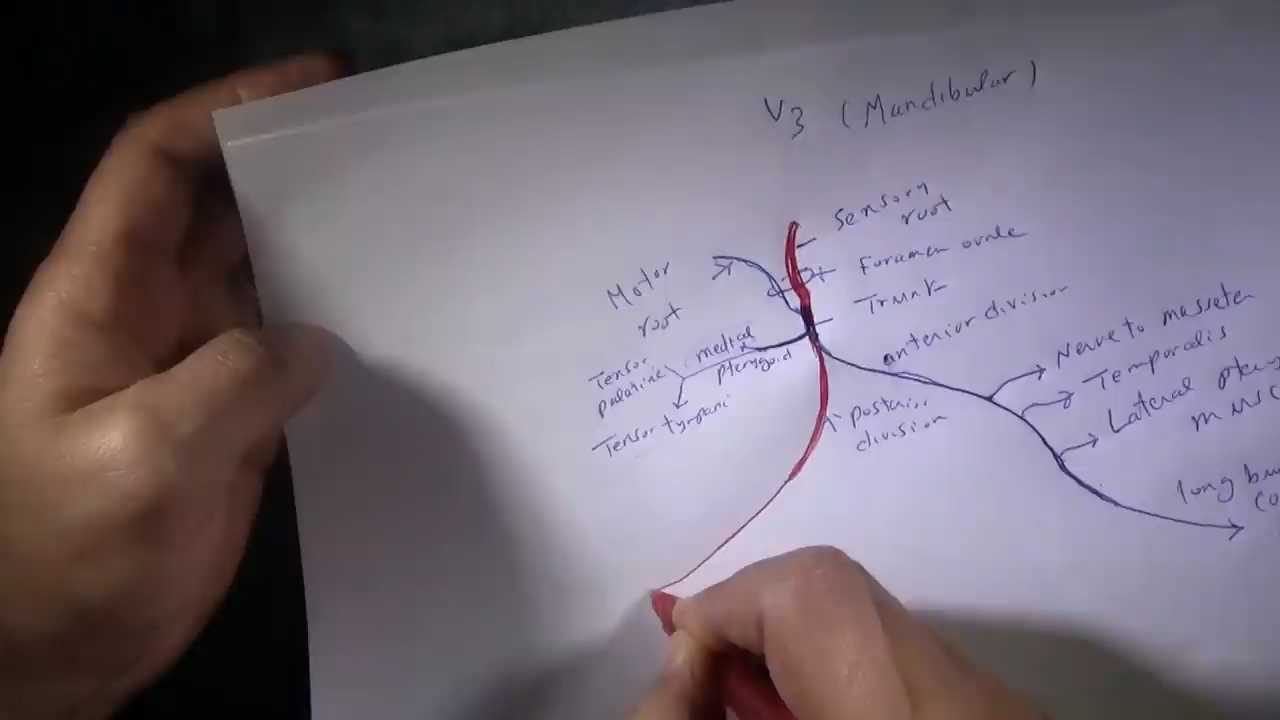 V3 (Mandibular)
Sensory
root
Foramen ovale
Motor
root
Trunk
anterior division
Nerve to masseter
Temporalis
Lateral
medial
pterygoid
Tensor
palatine
Tensor tympani
division
long